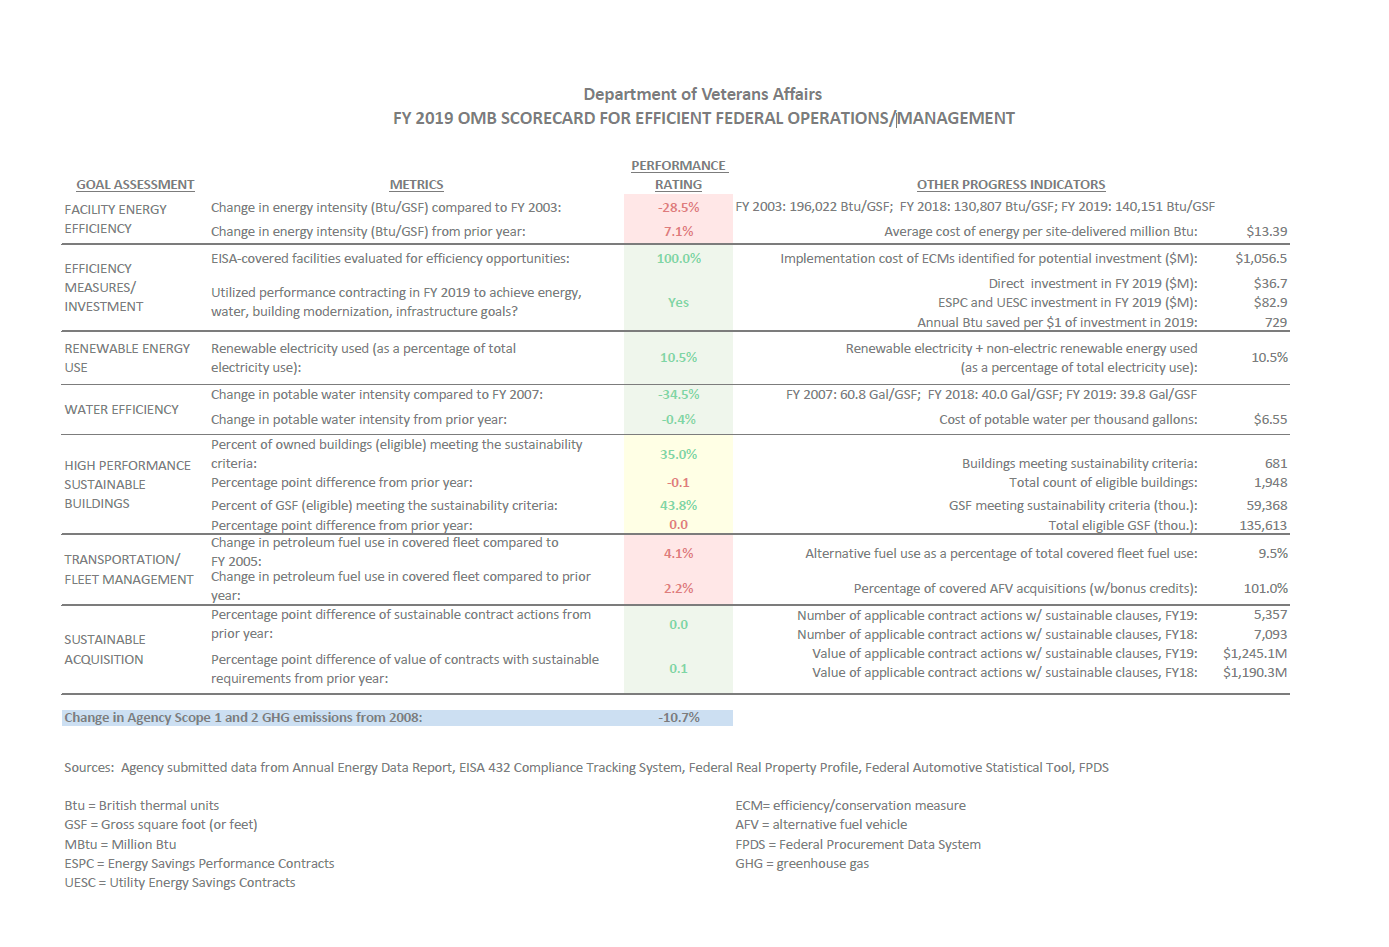 Department of Veterans Affairs
FY 2019 OMB SCORECARD FOR EFFICIENT FEDERAL OPERATIONS/MANAGEMENT
PERFORMANCE
GOAL ASSESSMENT METRICS RATING OTHER PROGRESS INDICATORS
FACILITY ENERGY
EFFICIENCY
Change in energy intensity (Btu/GSF) compared to FY 2003: -28.5% FY 2003: 196,022 Btu/GSF; FY 2018: 130,807 Btu/GSF; FY 2019: 140,151 Btu/GSF
Change in energy intensity (Btu/GSF) from prior year: 7.1% Average cost of energy per site-delivered million Btu: $13.39
EFFICIENCY
MEASURES/
INVESTMENT
EISA-covered facilities evaluated for efficiency opportunities: 100.0% Implementation cost of ECMs identified for potential investment ($M): $1,056.5
Utilized performance contracting in FY 2019 to achieve energy,
water, building modernization, infrastructure goals?
Yes
Direct investment in FY 2019 ($M): $36.7
ESPC and UESC investment in FY 2019 ($M): $82.9
Annual Btu saved per $1 of investment in 2019: 729
RENEWABLE ENERGY
USE
Renewable electricity used (as a percentage of total
electricity use):
10.5%
Renewable electricity + non-electric renewable energy used
(as a percentage of total electricity use):
10.5%
WATER EFFICIENCY
Change in potable water intensity compared to FY 2007: -34.5% FY 2007: 60.8 Gal/GSF; FY 2018: 40.0 Gal/GSF; FY 2019: 39.8 Gal/GSF
Change in potable water intensity from prior year: -0.4% Cost of potable water per thousand gallons: $6.55
HIGH PERFORMANCE
SUSTAINABLE
BUILDINGS
Percent of owned buildings (eligible) meeting the sustainability
criteria:
35.0%
Buildings meeting sustainability criteria: 681
Percentage point difference from prior year: -0.1 Total count of eligible buildings: 1,948
Percent of GSF (eligible) meeting the sustainability criteria: 43.8% GSF meeting sustainability criteria (thou.): 59,368
Percentage point difference from prior year: 0.0 Total eligible GSF (thou.): 135,613
TRANSPORTATION/
FLEET MANAGEMENT
Change in petroleum fuel use in covered fleet compared to
FY 2005:
4.1% Alternative fuel use as a percentage of total covered fleet fuel use: 9.5%
Change in petroleum fuel use in covered fleet compared to prior
year:
2.2% Percentage of covered AFV acquisitions (w/bonus credits): 101.0%
SUSTAINABLE
ACQUISITION
Percentage point difference of sustainable contract actions from
prior year:
0.0
Number of applicable contract actions w/ sustainable clauses, FY19: 5,357
Number of applicable contract actions w/ sustainable clauses, FY18: 7,093
Percentage point difference of value of contracts with sustainable
requirements from prior year:
0.1
Value of applicable contract actions w/ sustainable clauses, FY19: $1,245.1M
Value of applicable contract actions w/ sustainable clauses, FY18: $1,190.3M
Change in Agency Scope 1 and 2 GHG emissions from 2008: -10.7%
Sources: Agency submitted data from Annual Energy Data Report, EISA 432 Compliance Tracking System, Federal Real Property Profile, Federal Automotive Statistical Tool, FPDS
Btu = British thermal units
GSF = Gross square foot (or feet)
MBtu = Million Btu
ESPC = Energy Savings Performance Contracts
UESC = Utility Energy Savings Contracts
ECM= efficiency/conservation measure
AFV = alternative fuel vehicle
FPDS = Federal Procurement Data System
GHG = greenhouse gas